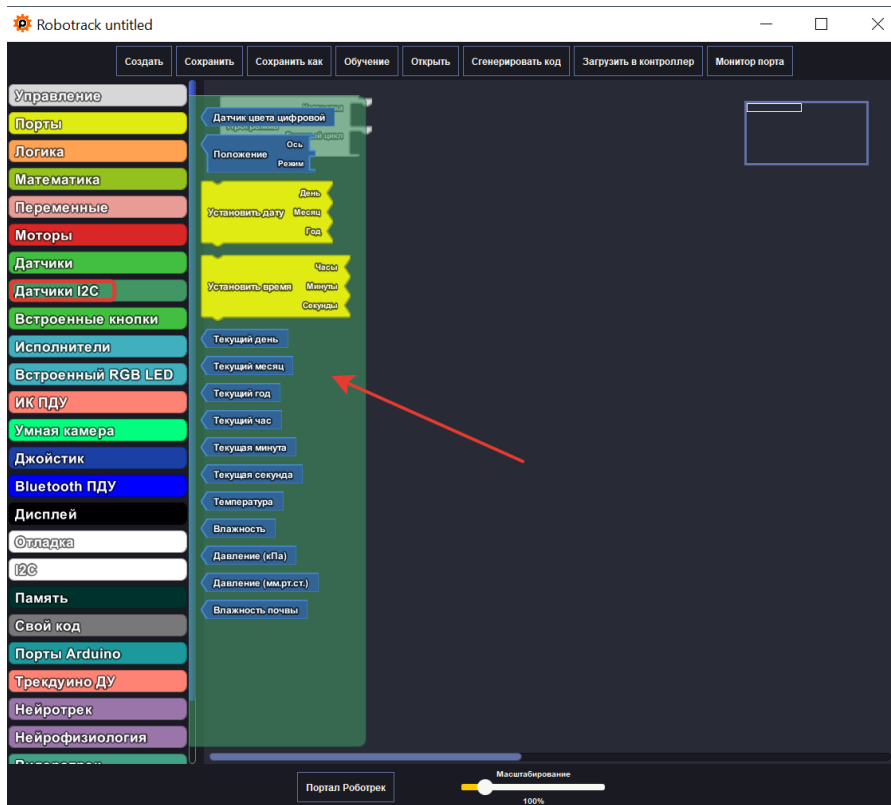 Robotrack untitled
Создать
Сохранить
Сохранить как
Обучение
Открыть
Сгенерировать код
Загрузить в контроллер
Монитор порта
Управление
Порты
Логика
Математика
Переменные
Моторы
Датчики
Датчики I2C
Встроенные кнопки
Исполнители
Встроенный RGB LED
ИК ПДУ
Умная камера
Джойстик
Bluetooth ПДУ
Дисплей
Отладка
I2C
Память
Свой код
Порты Arduino
Трекдуино ДУ
Нейротрек
Нейрофизиология
Датчик цвета цифровой
Ось
Положение
Режим
День
Установить дату Месяц
Год
Часы
Установить время Минуты
Секунды
Текущий день
Текущий месяц
Текущий год
Текущий час
Текущая минута
Текущая секунда
Температура
Влажность
Давление (кПа)
Давление (мм.рт.ст.)
Влажность почвы
Портал Роботрек
Масштабирование
100%